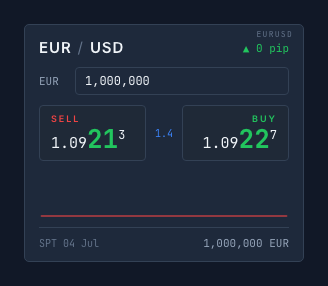 EURUSD
EUR / USD
▲ 0 pip
EUR
1,000,000
SELL
1.09213
1.4
BUY
1.09227
SPT 04 Jul
1,000,000 EUR